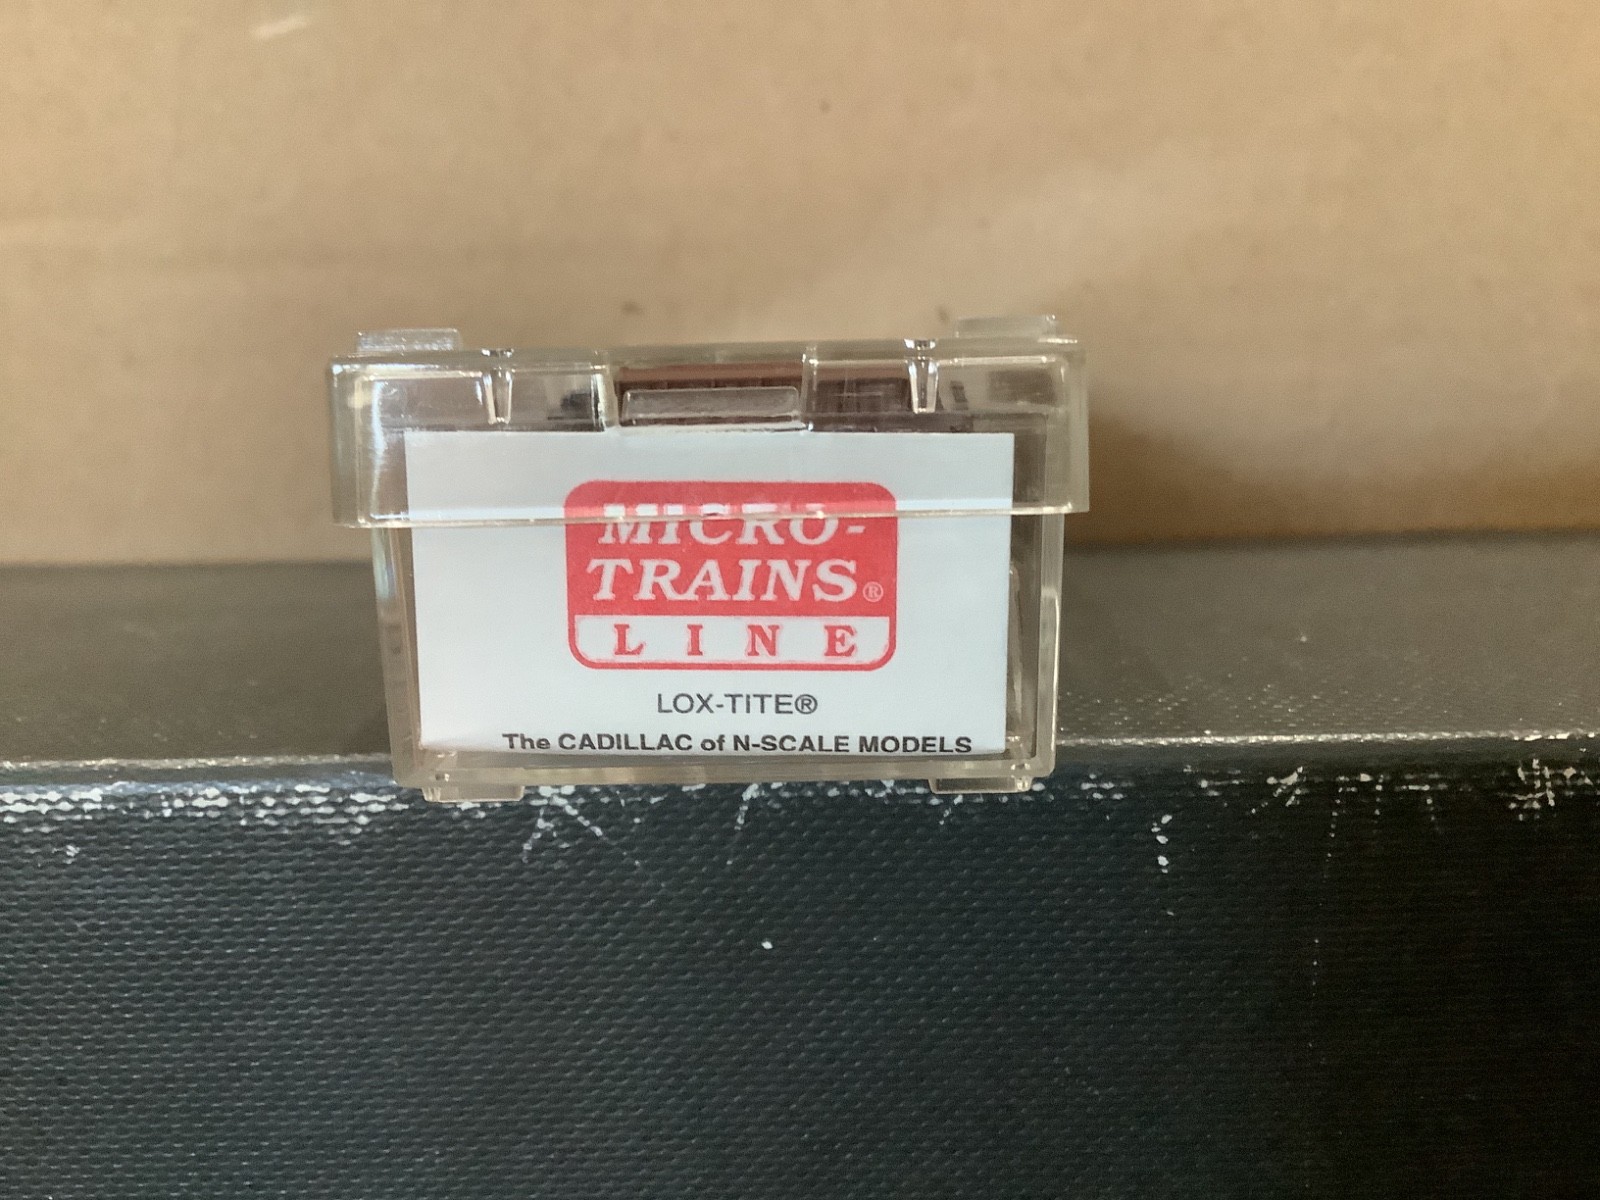 MICRO-
TRAINS®
LINE
LOX-TITE®
The CADILLAC of N-SCALE MODELS